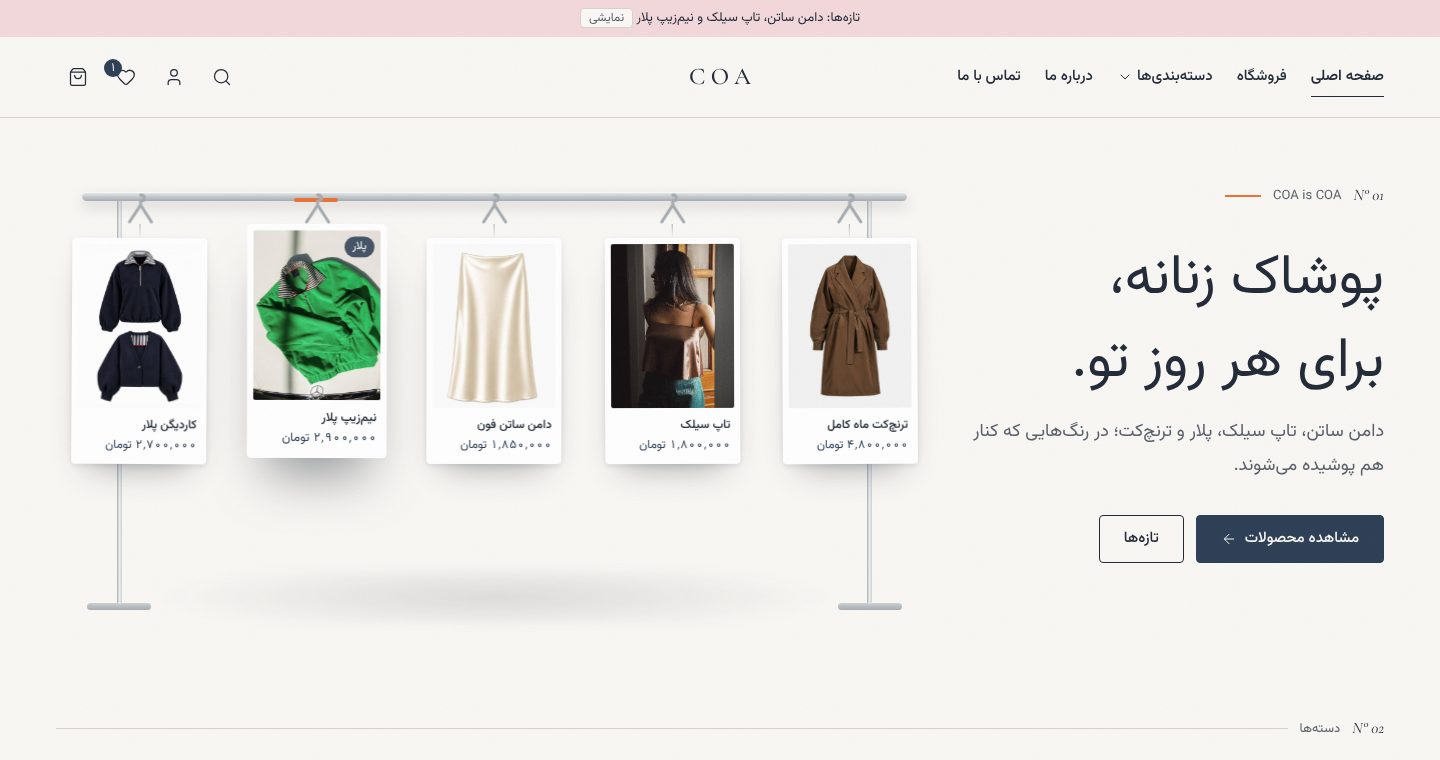 تازه‌ها: دامن ساتن، تاپ سیلک و نیم‌زیپ پلار نمایشی
صفحه اصلی فروشگاه دسته‌بندی‌ها درباره ما تماس با ما
COA
۱
Nº 01 COA is COA
پوشاک زنانه،
برای هر روز تو.
دامن ساتن، تاپ سیلک، پلار و ترنچ‌کت؛ در رنگ‌هایی که کنار
هم پوشیده می‌شوند.
مشاهده محصولات ←
تازه‌ها
ترنچ‌کت ماه کامل
۴,۸۰۰,۰۰۰ تومان
تاپ سیلک
۱,۸۰۰,۰۰۰ تومان
دامن ساتن فون
۱,۸۵۰,۰۰۰ تومان
پلار
نیم‌زیپ پلار
۲,۹۰۰,۰۰۰ تومان
کاردیگن پلار
۲,۷۰۰,۰۰۰ تومان
Nº 02 دسته‌ها